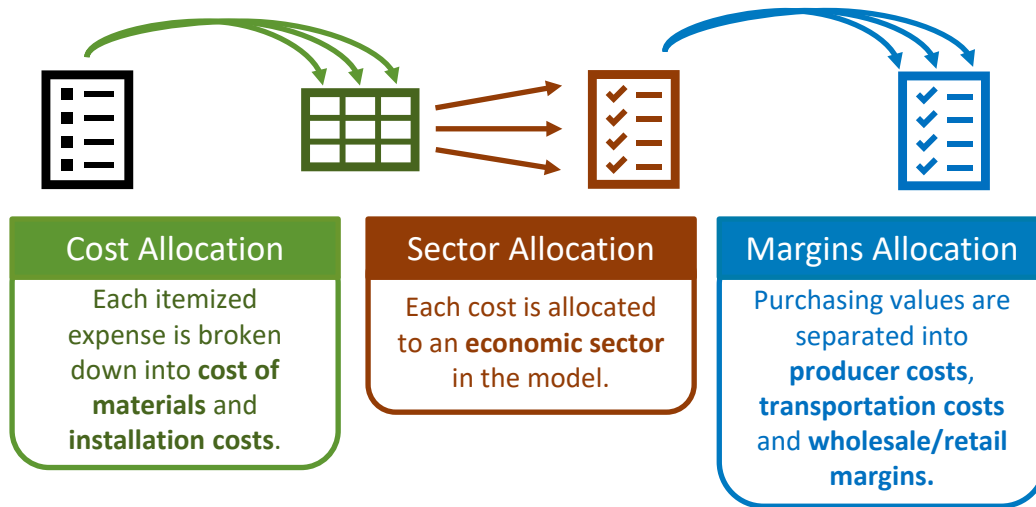 Cost Allocation
Each itemized
expense is broken
down into cost of
materials and
installation costs.
Sector Allocation
Each cost is allocated
to an economic sector
in the model.
Margins Allocation
Purchasing values are
separated into
producer costs,
transportation costs
and wholesale/retail
margins.